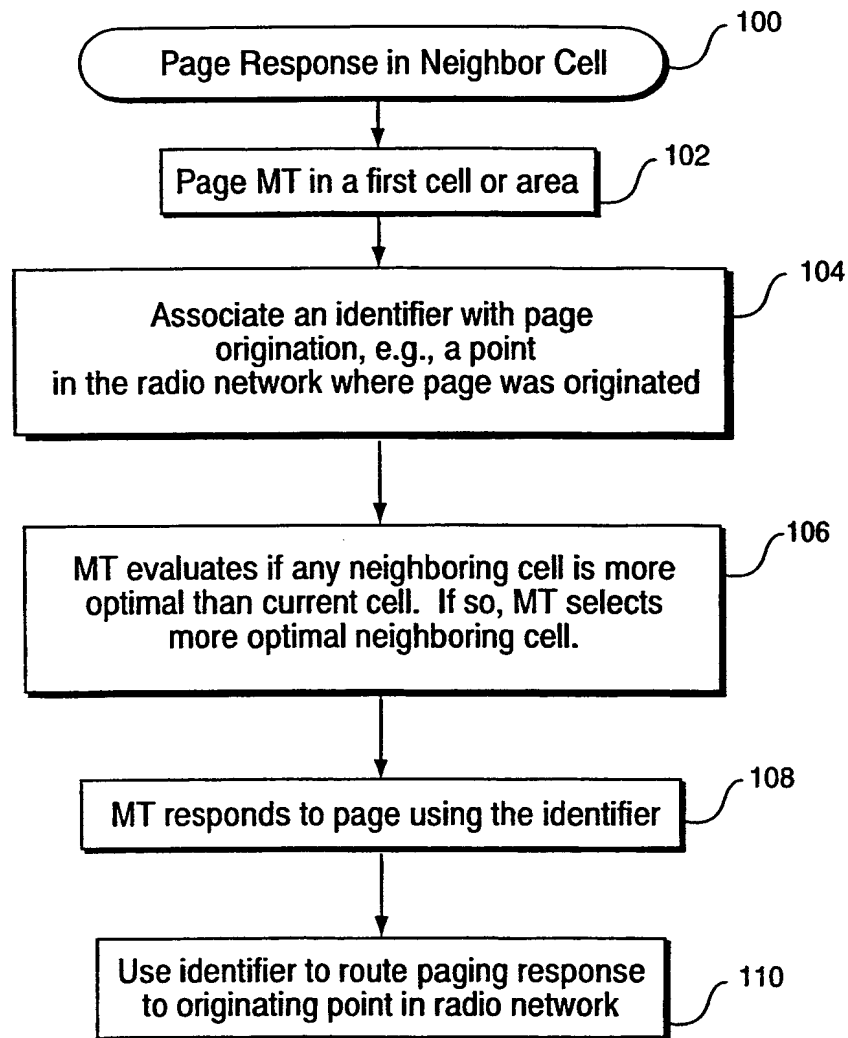 100
Page Response in Neighbor Cell
102
Page MT in a first cell or area
104
Associate an identifier with page
origination, e.g., a point
in the radio network where page was originated
106
MT evaluates if any neighboring cell is more
optimal than current cell. If so, MT selects
more optimal neighboring cell.
108
MT responds to page using the identifier
110
Use identifier to route paging response
to originating point in radio network